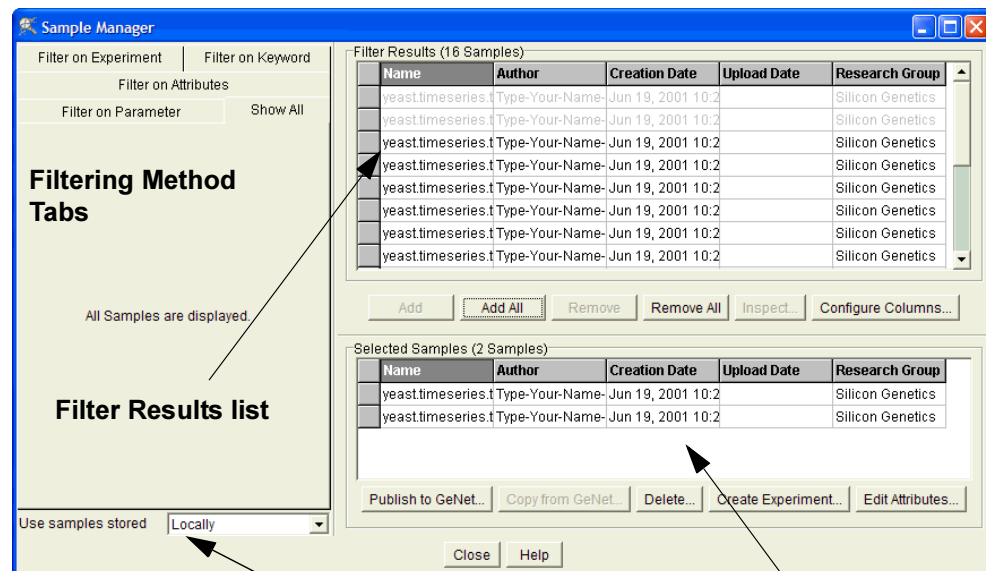 Sample Manager
Filter on Experiment Filter on Keyword
Filter on Attributes
Filter on Parameter Show All
Filtering Method
Tabs
All Samples are displayed.
Filter Results list
Use samples stored Locally
Filter Results (16 Samples)
Name Author Creation Date Upload Date Research Group
yeast.timeseries.t Type-Your-Name- Jun 19, 2001 10:2 Silicon Genetics
yeast.timeseries.t Type-Your-Name- Jun 19, 2001 10:2 Silicon Genetics
yeast.timeseries.t Type-Your-Name- Jun 19, 2001 10:2 Silicon Genetics
yeast.timeseries.t Type-Your-Name- Jun 19, 2001 10:2 Silicon Genetics
yeast.timeseries.t Type-Your-Name- Jun 19, 2001 10:2 Silicon Genetics
yeast.timeseries.t Type-Your-Name- Jun 19, 2001 10:2 Silicon Genetics
yeast.timeseries.t Type-Your-Name- Jun 19, 2001 10:2 Silicon Genetics
yeast.timeseries.t Type-Your-Name- Jun 19, 2001 10:2 Silicon Genetics
Add Add All Remove Remove All Inspect... Configure Columns...
Selected Samples (2 Samples)
Name Author Creation Date Upload Date Research Group
yeast.timeseries.t Type-Your-Name- Jun 19, 2001 10:2 Silicon Genetics
yeast.timeseries.t Type-Your-Name- Jun 19, 2001 10:2 Silicon Genetics
Publish to GeNet... Copy from GeNet... Delete... Create Experiment... Edit Attributes...
Close Help